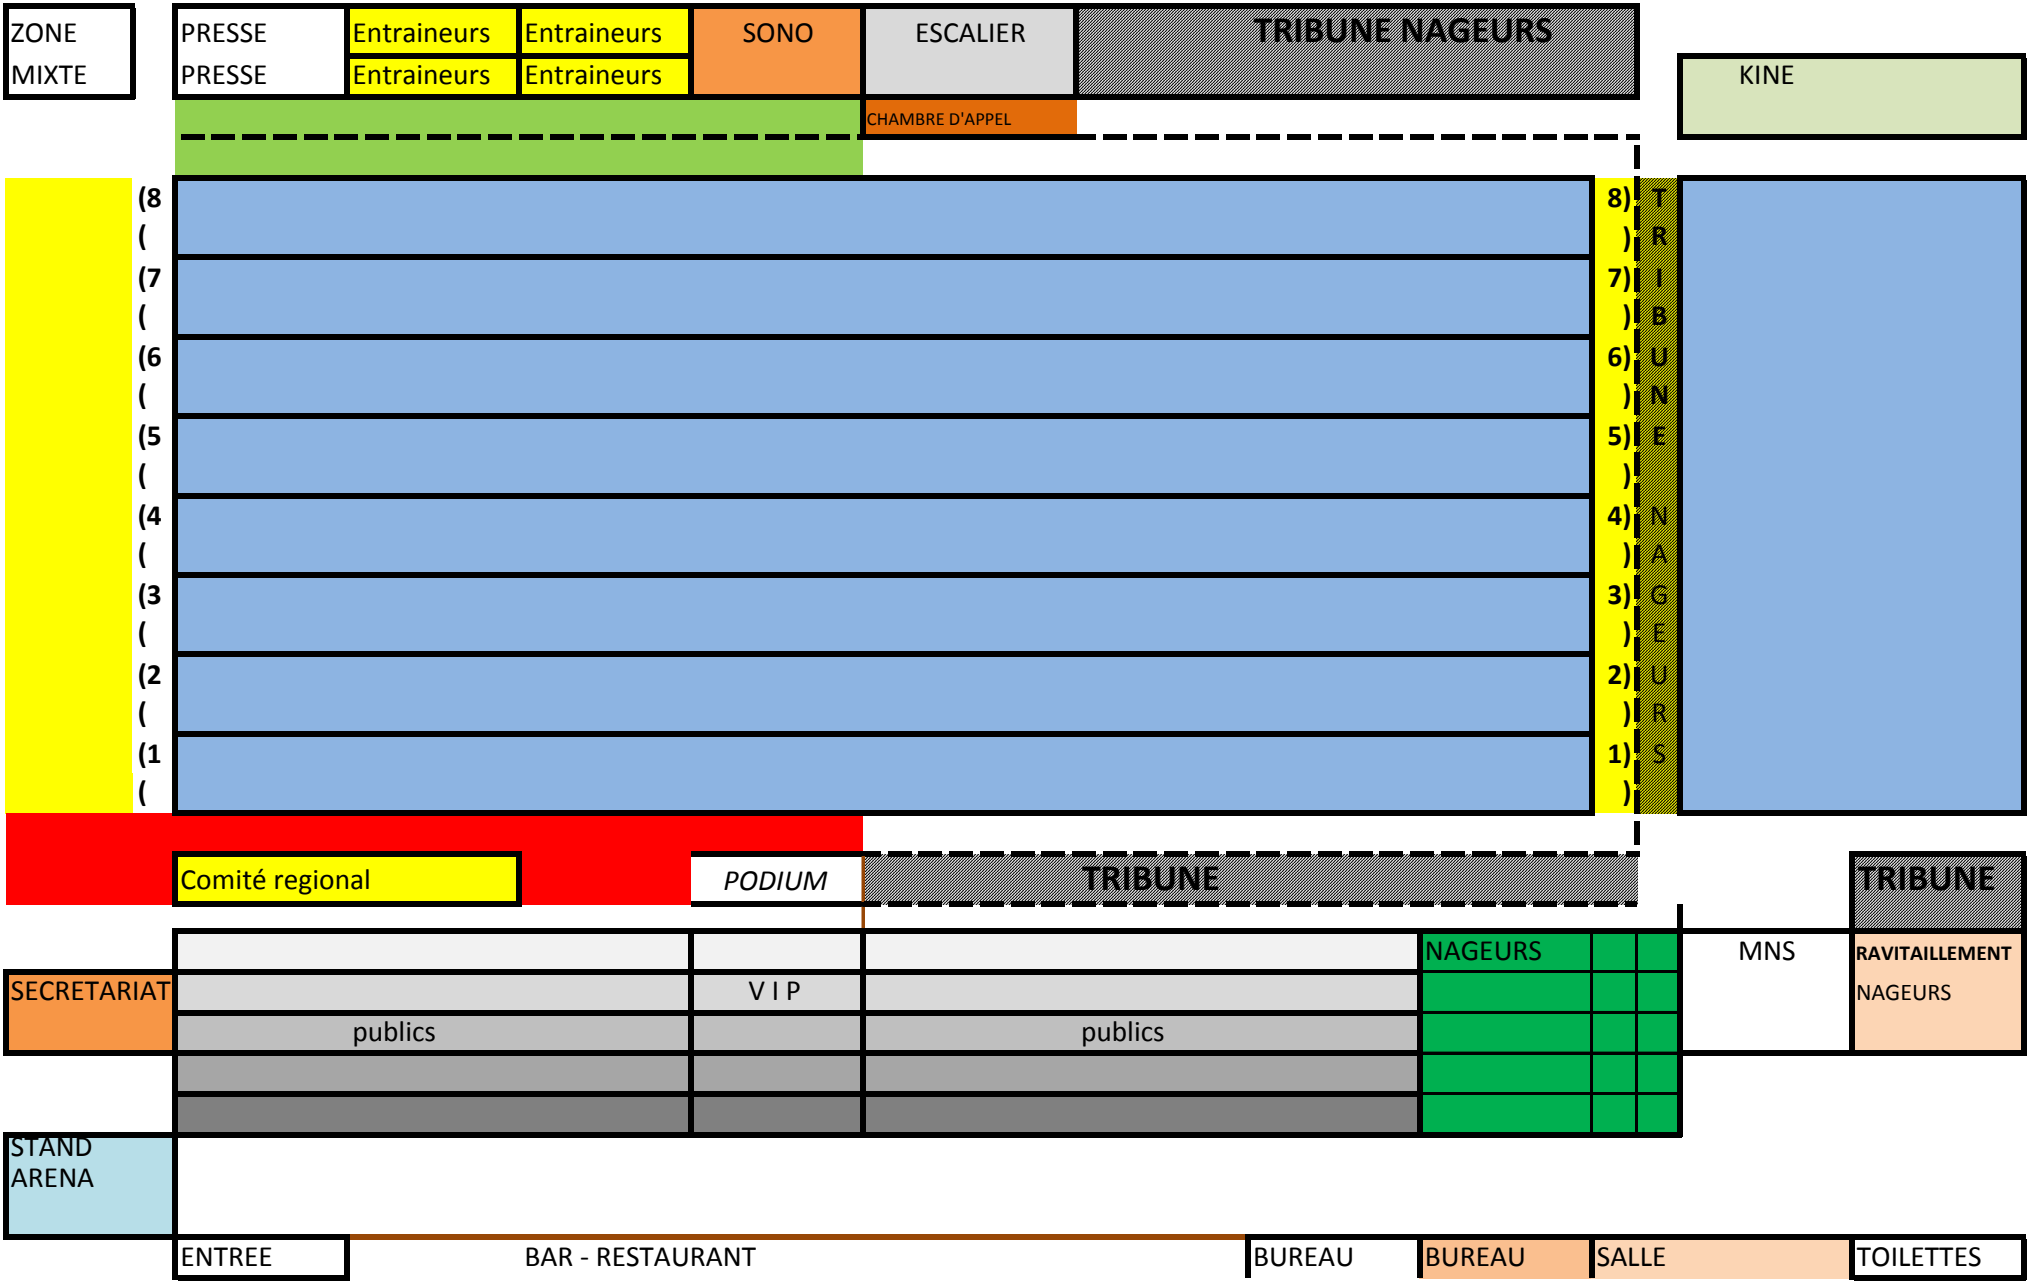 ZONE PRESSE Entraineurs Entraineurs SONO ESCALIER TRIBUNE NAGEURS
MIXTE PRESSE Entraineurs Entraineurs KINE
CHAMBRE D'APPEL
(8 8) T
( ) R
(7 7) I
( ) B
(6 6) U
( ) N
(5 5) E
( )
(4 4) N
( ) A
(3 3) G
( ) E
(2 2) U
( ) R
(1 1) S
( )
Comité regional PODIUM TRIBUNE TRIBUNE
NAGEURS MNS RAVITAILLEMENT
SECRETARIAT V I P NAGEURS
publics publics
STAND
ARENA
ENTREE BAR - RESTAURANT BUREAU BUREAU SALLE TOILETTES